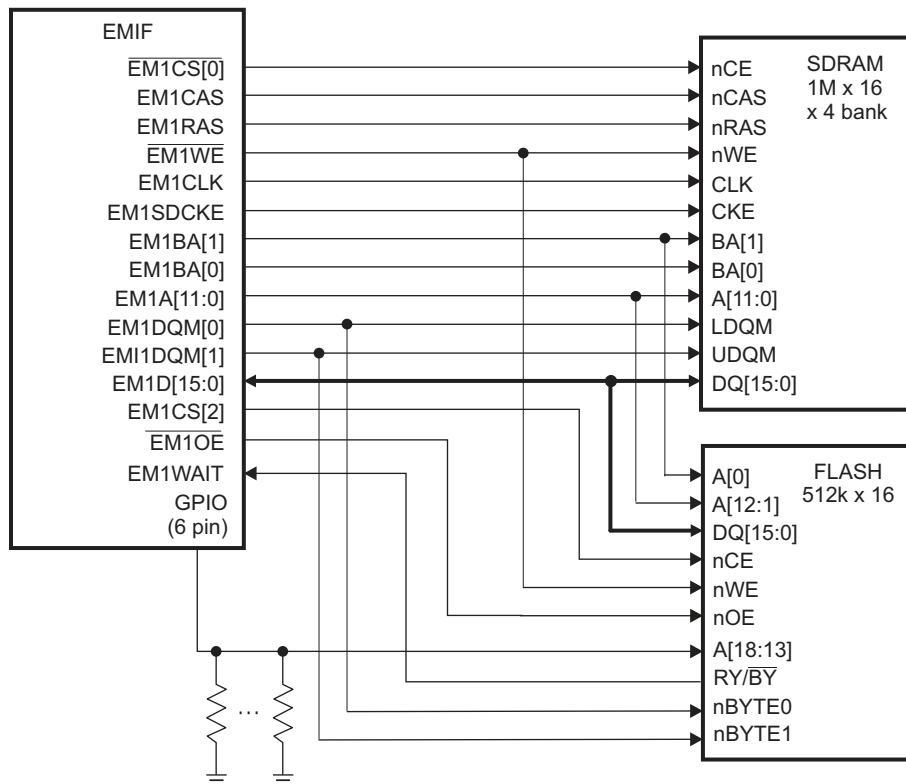 EMIF
EM1CS[0]
EM1CAS
EM1RAS
EM1WE
EM1CLK
EM1SDCKE
EM1BA[1]
EM1BA[0]
EM1A[11:0]
EM1DQM[0]
EMI1DQM[1]
EM1D[15:0]
EM1CS[2]
EM1OE
EM1WAIT
GPIO
(6 pin)
SDRAM
1M x 16
x 4 bank
nCE
nCAS
nRAS
nWE
CLK
CKE
BA[1]
BA[0]
A[11:0]
LDQM
UDQM
DQ[15:0]
FLASH
512k x 16
A[0]
A[12:1]
DQ[15:0]
nCE
nWE
nOE
A[18:13]
RY/BY
nBYTE0
nBYTE1
...